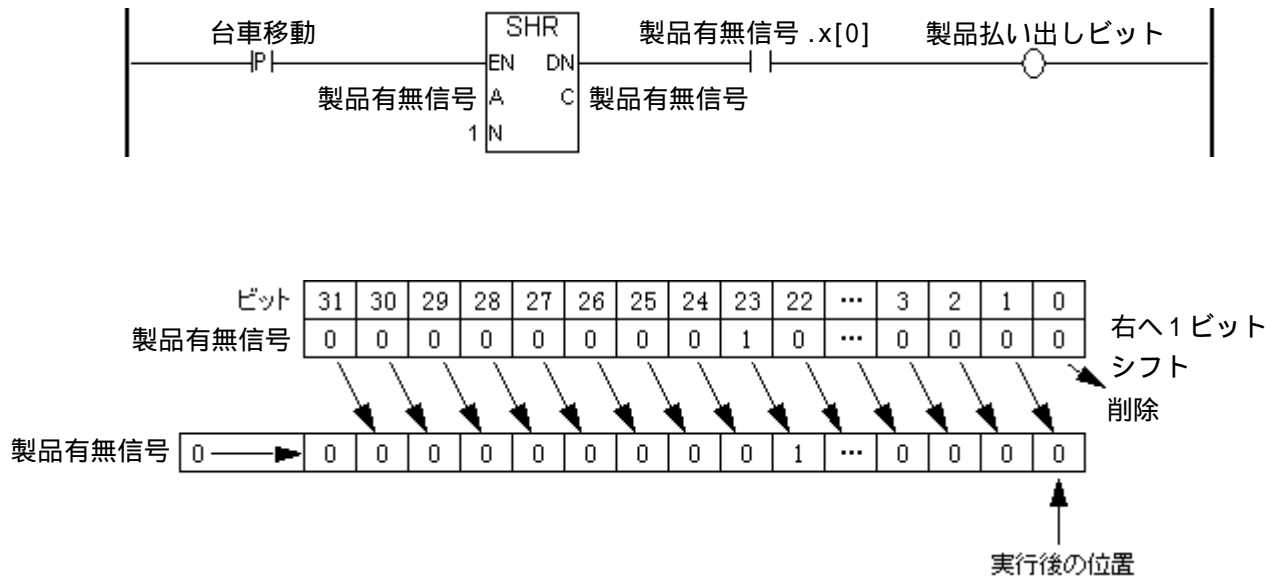 台車移動 SHR 製品有無信号 .x[0] 製品払い出しビット
P EN DN
製品有無信号 A C 製品有無信号
1 N
ビット 31 30 29 28 27 26 25 24 23 22 … 3 2 1 0
製品有無信号 0 0 0 0 0 0 0 0 1 0 … 0 0 0 0
右へ1ビット
シフト
削除
製品有無信号 0 0 0 0 0 0 0 0 0 0 1 … 0 0 0 0
実行後の位置